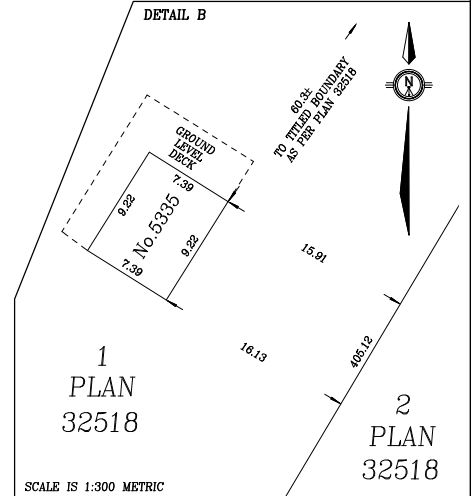 DETAIL B
60.3±
TO TITLED BOUNDARY
AS PER PLAN 32518
N
GROUND
LEVEL
DECK
7.39
9.22
No.5335
9.22
7.39
15.91
16.13
405.12
1
PLAN
32518
2
PLAN
32518
SCALE IS 1:300 METRIC